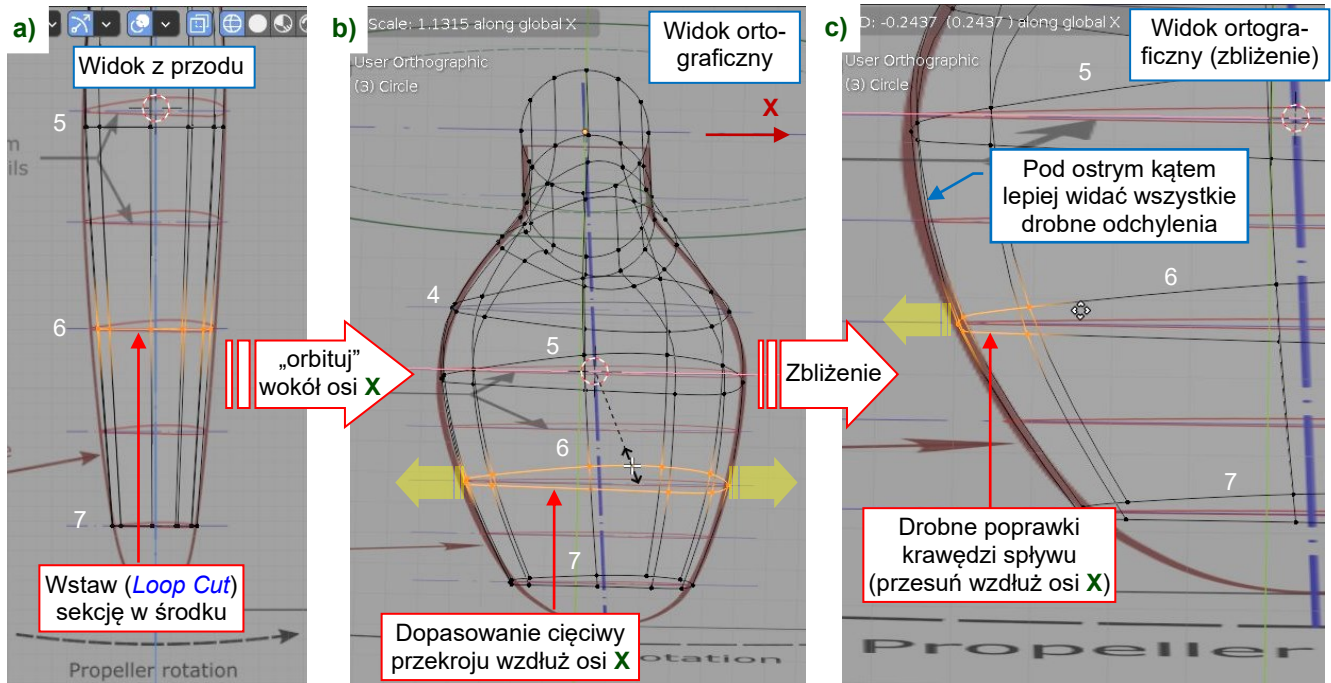 a)
Widok z przodu
5
ils
6
7
Wstaw (Loop Cut)
sekcję w środku
Propeller rotation
„orbituj”
wokół osi X
b)
Scale: 1.1315 along global X
User Orthographic
(3) Circle
Widok orto-
graficzny
X
4
5
6
7
Dopasowanie cięciwy
przekroju wzdłuż osi X
otation
Zbliżenie
c)
D: -0.2437 (0.2437 ) along global X
User Orthographic
(3) Circle
Widok ortogra-
ficzny (zbliżenie)
5
Pod ostrym kątem
lepiej widać wszystkie
drobne odchylenia
6
7
Drobne poprawki
krawędzi spływu
(przesuń wzdłuż osi X)
Propeller